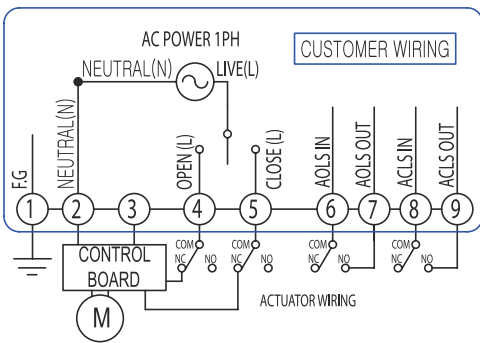 AC POWER 1PH
CUSTOMER WIRING
NEUTRAL(N)
LIVE(L)
F.G
NEUTRAL(N)
OPEN (L)
CLOSE (L)
AOLS IN
AOLS OUT
ACLS IN
ACLS OUT
1 2 3 4 5 6 7 8 9
COM COM COM COM
NC NO NC NO NC NO NC NO
CONTROL
BOARD
ACTUATOR WIRING
M